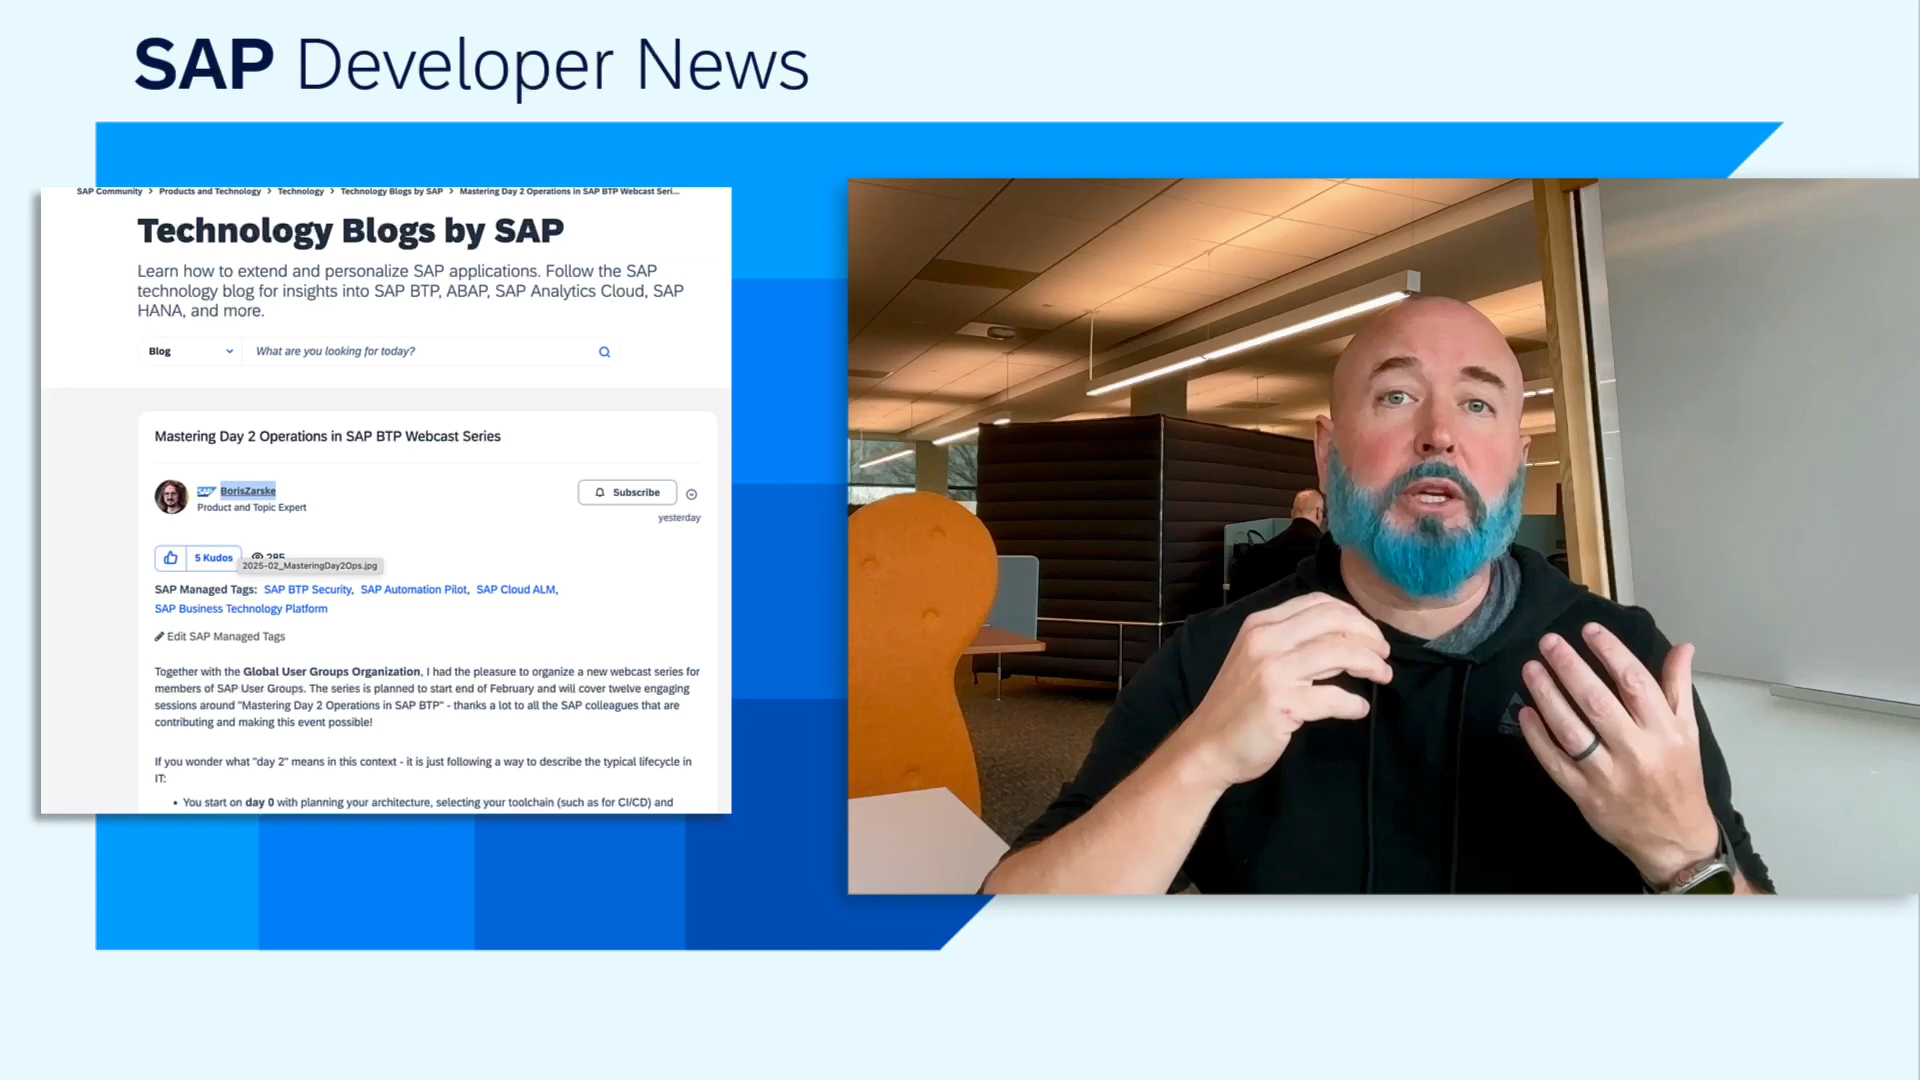 SAP Developer News
SAP Community > Products and Technology > Technology > Technology Blogs by SAP > Mastering Day 2 Operations in SAP BTP Webcast Seri...
Technology Blogs by SAP
Learn how to extend and personalize SAP applications. Follow the SAP
technology blog for insights into SAP BTP, ABAP, SAP Analytics Cloud, SAP
HANA, and more.
Blog
What are you looking for today?
Mastering Day 2 Operations in SAP BTP Webcast Series
SAP BorisZarske
Product and Topic Expert
Subscribe
yesterday
5 Kudos
285
2025-02_MasteringDay2Ops.jpg
SAP Managed Tags: SAP BTP Security, SAP Automation Pilot, SAP Cloud ALM,
SAP Business Technology Platform
Edit SAP Managed Tags
Together with the Global User Groups Organization, I had the pleasure to organize a new webcast series for
members of SAP User Groups. The series is planned to start end of February and will cover twelve engaging
sessions around "Mastering Day 2 Operations in SAP BTP" - thanks a lot to all the SAP colleagues that are
contributing and making this event possible!
If you wonder what "day 2" means in this context - it is just following a way to describe the typical lifecycle in
IT:
• You start on day 0 with planning your architecture, selecting your toolchain (such as for CI/CD) and